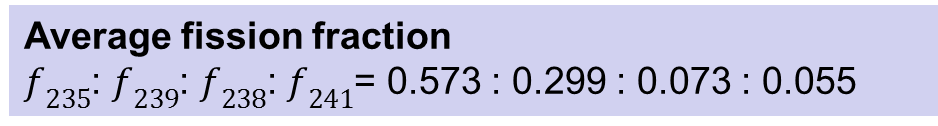 Average fission fraction
𝑓₂₃₅: 𝑓₂₃₉: 𝑓₂₃₈: 𝑓₂₄₁= 0.573 : 0.299 : 0.073 : 0.055